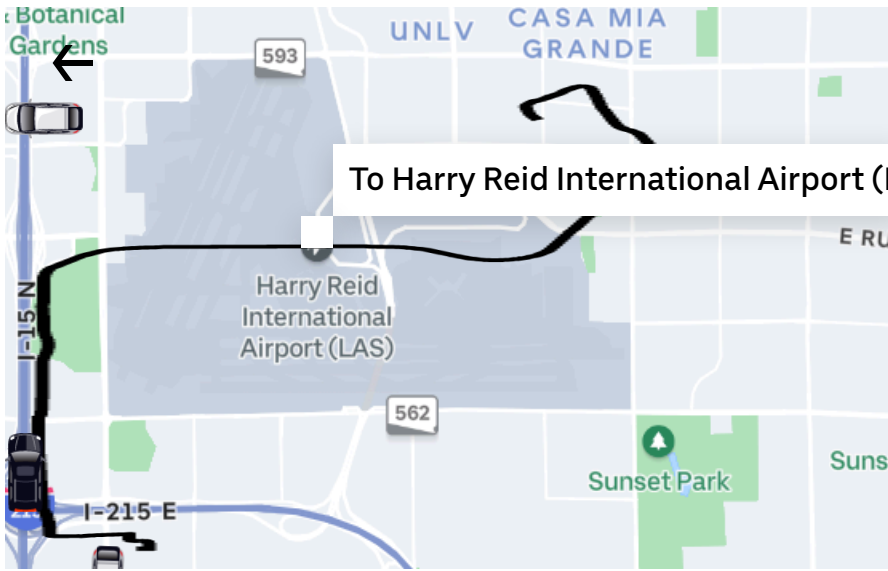 & Botanical
Gardens
UNLV
CASA MIA
GRANDE
593
To Harry Reid International Airport (
E RU
Harry Reid
International
Airport (LAS)
I-15 N
562
Sunset Park
Suns
I-215 E